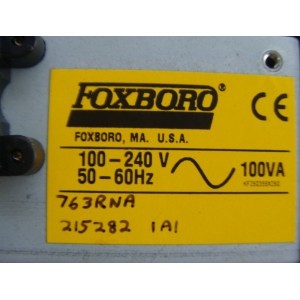 FOXBORO ®
CE
FOXBORO, MA. U.S.A.
100-240 V
50-60Hz
100VA
763RNA
215282 1A1